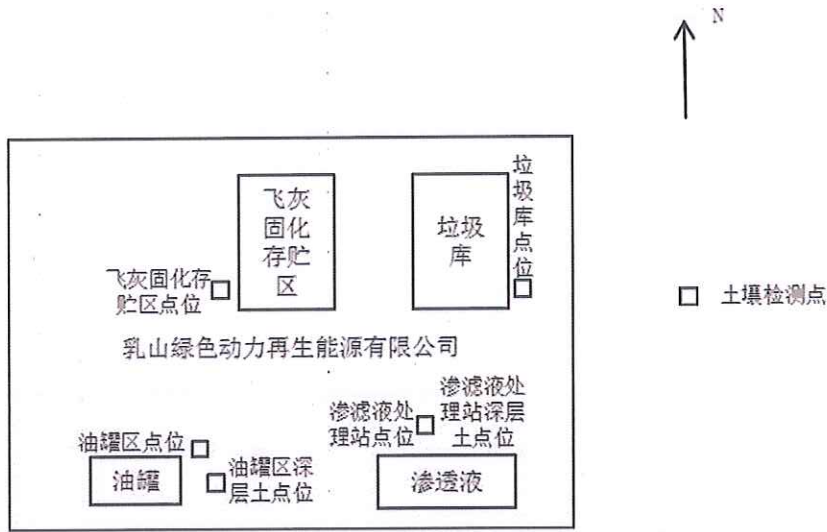 N
飞灰
固化
存贮
区
垃圾
库
垃
圾
库
点
位
飞灰固化存
贮区点位
土壤检测点
乳山绿色动力再生能源有限公司
渗滤液处
理站点位
渗滤液处
理站深层
土点位
油罐区点位
油罐
油罐区深
层土点位
渗透液